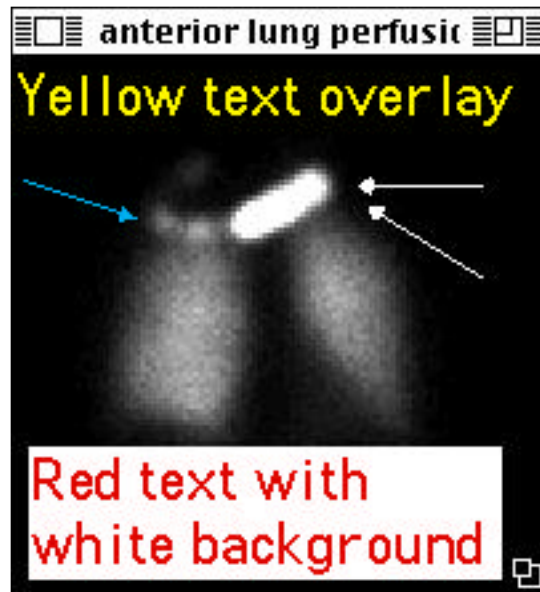 anterior lung perfusic
Yellow text overlay
Red text with
white background